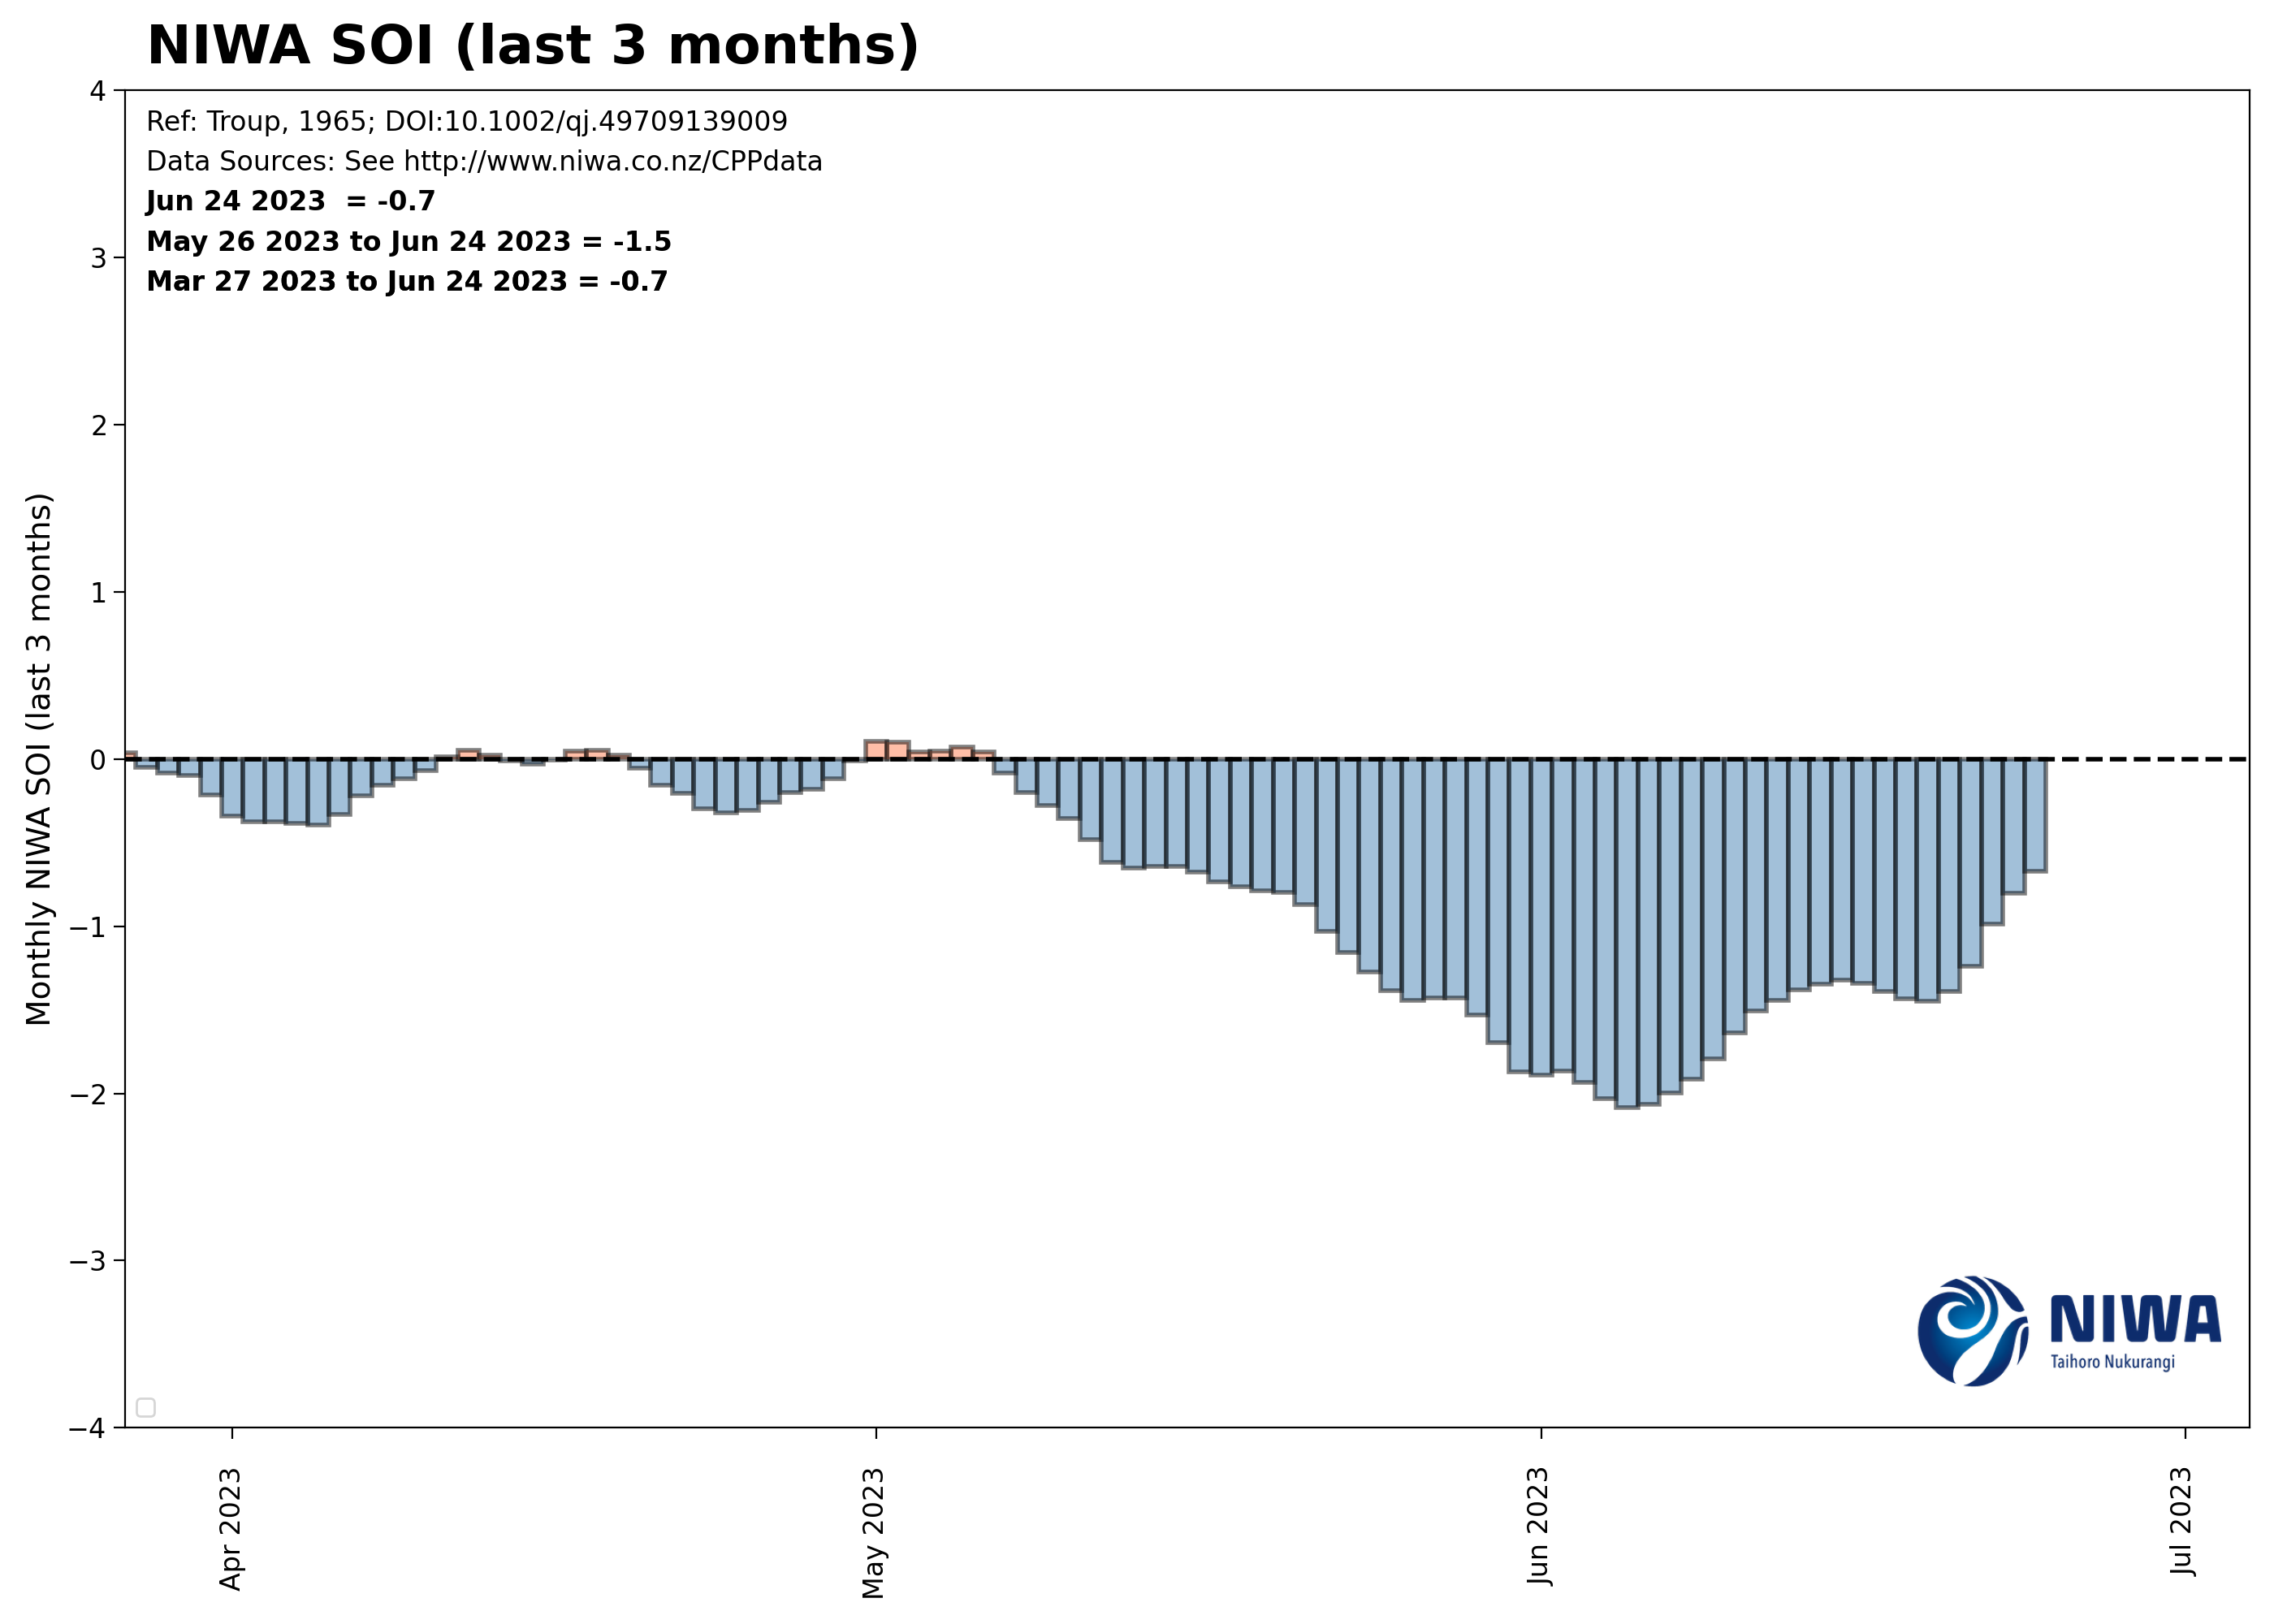 NIWA SOI (last 3 months)
Ref: Troup, 1965; DOI:10.1002/qj.49709139009
Data Sources: See http://www.niwa.co.nz/CPPdata
Jun 24 2023  = -0.7
May 26 2023 to Jun 24 2023 = -1.5
Mar 27 2023 to Jun 24 2023 = -0.7
Monthly NIWA SOI (last 3 months)
4
3
2
1
0
−1
−2
−3
−4
NIWA
Taihoro Nukurangi
Apr 2023
May 2023
Jun 2023
Jul 2023